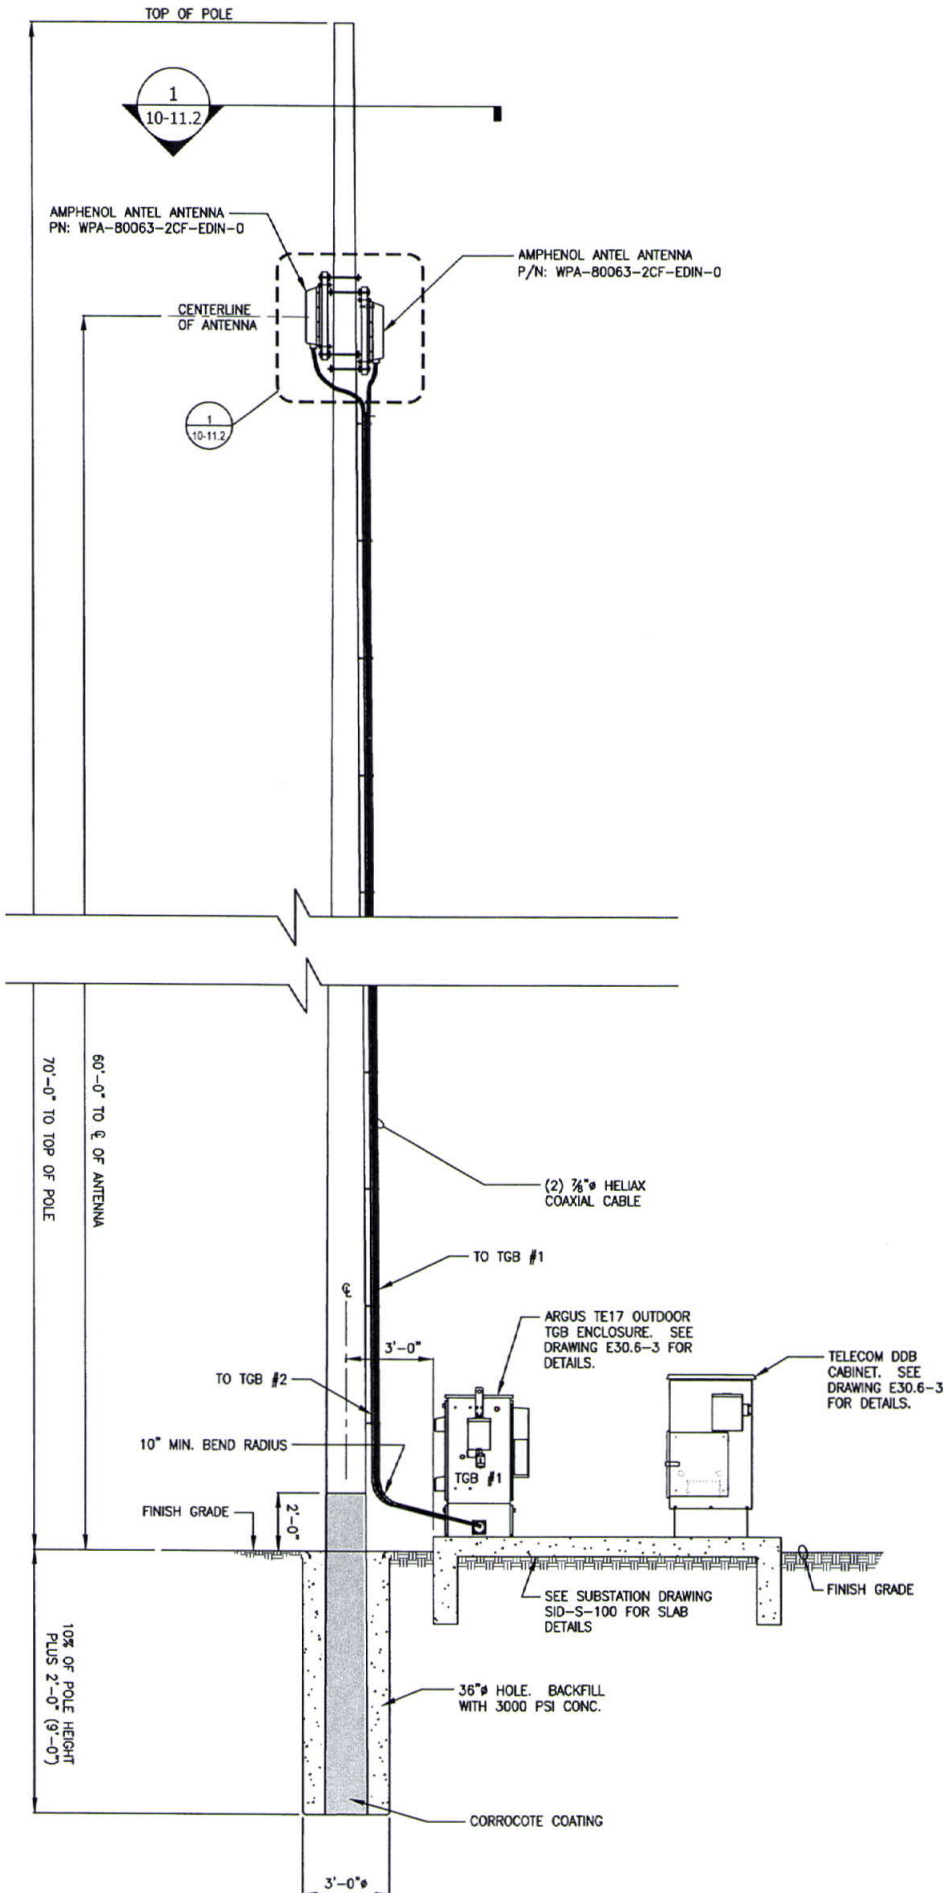 TOP OF POLE
1
10-11.2
AMPHENOL ANTEL ANTENNA
PN: WPA-80063-2CF-EDIN-0
AMPHENOL ANTEL ANTENNA
P/N: WPA-80063-2CF-EDIN-0
CENTERLINE
OF ANTENNA
1
10-11.2
70'-0" TO TOP OF POLE
60'-0" TO ℄ OF ANTENNA
(2) ⅞"ø HELIAX
COAXIAL CABLE
TO TGB #1
℄
3'-0"
ARGUS TE17 OUTDOOR
TGB ENCLOSURE. SEE
DRAWING E30.6-3 FOR
DETAILS.
TELECOM DDB
CABINET. SEE
DRAWING E30.6-3
FOR DETAILS.
TO TGB #2
10" MIN. BEND RADIUS
TGB #1
FINISH GRADE
2'-0"
FINISH GRADE
SEE SUBSTATION DRAWING
SID-S-100 FOR SLAB
DETAILS
10% OF POLE HEIGHT
PLUS 2'-0" (9'-0")
36"ø HOLE. BACKFILL
WITH 3000 PSI CONC.
CORROCOTE COATING
3'-0"ø